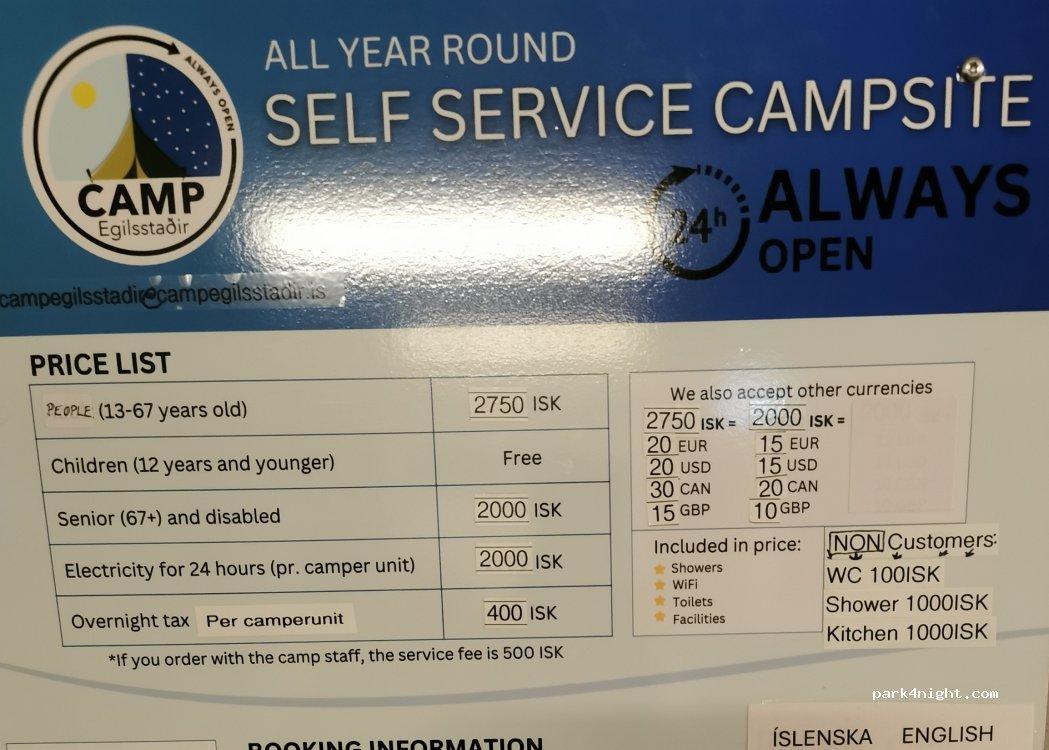 ALWAYS OPEN
CAMP
Egilsstaðir
ALL YEAR ROUND
SELF SERVICE CAMPSITE
24h ALWAYS
OPEN
campegilsstadir@campegilsstadir.is
PRICE LIST
PEOPLE (13-67 years old) 2750 ISK
Children (12 years and younger) Free
Senior (67+) and disabled 2000 ISK
Electricity for 24 hours (pr. camper unit) 2000 ISK
Overnight tax Per camperunit 400 ISK
*If you order with the camp staff, the service fee is 500 ISK
We also accept other currencies
2750 ISK = 2000 ISK =
20 EUR 15 EUR
20 USD 15 USD
30 CAN 20 CAN
15 GBP 10 GBP
Included in price:
Showers
WiFi
Toilets
Facilities
NON Customers:
WC 100ISK
Shower 1000ISK
Kitchen 1000ISK
park4night.com
BOOKING INFORMATION
ÍSLENSKA ENGLISH